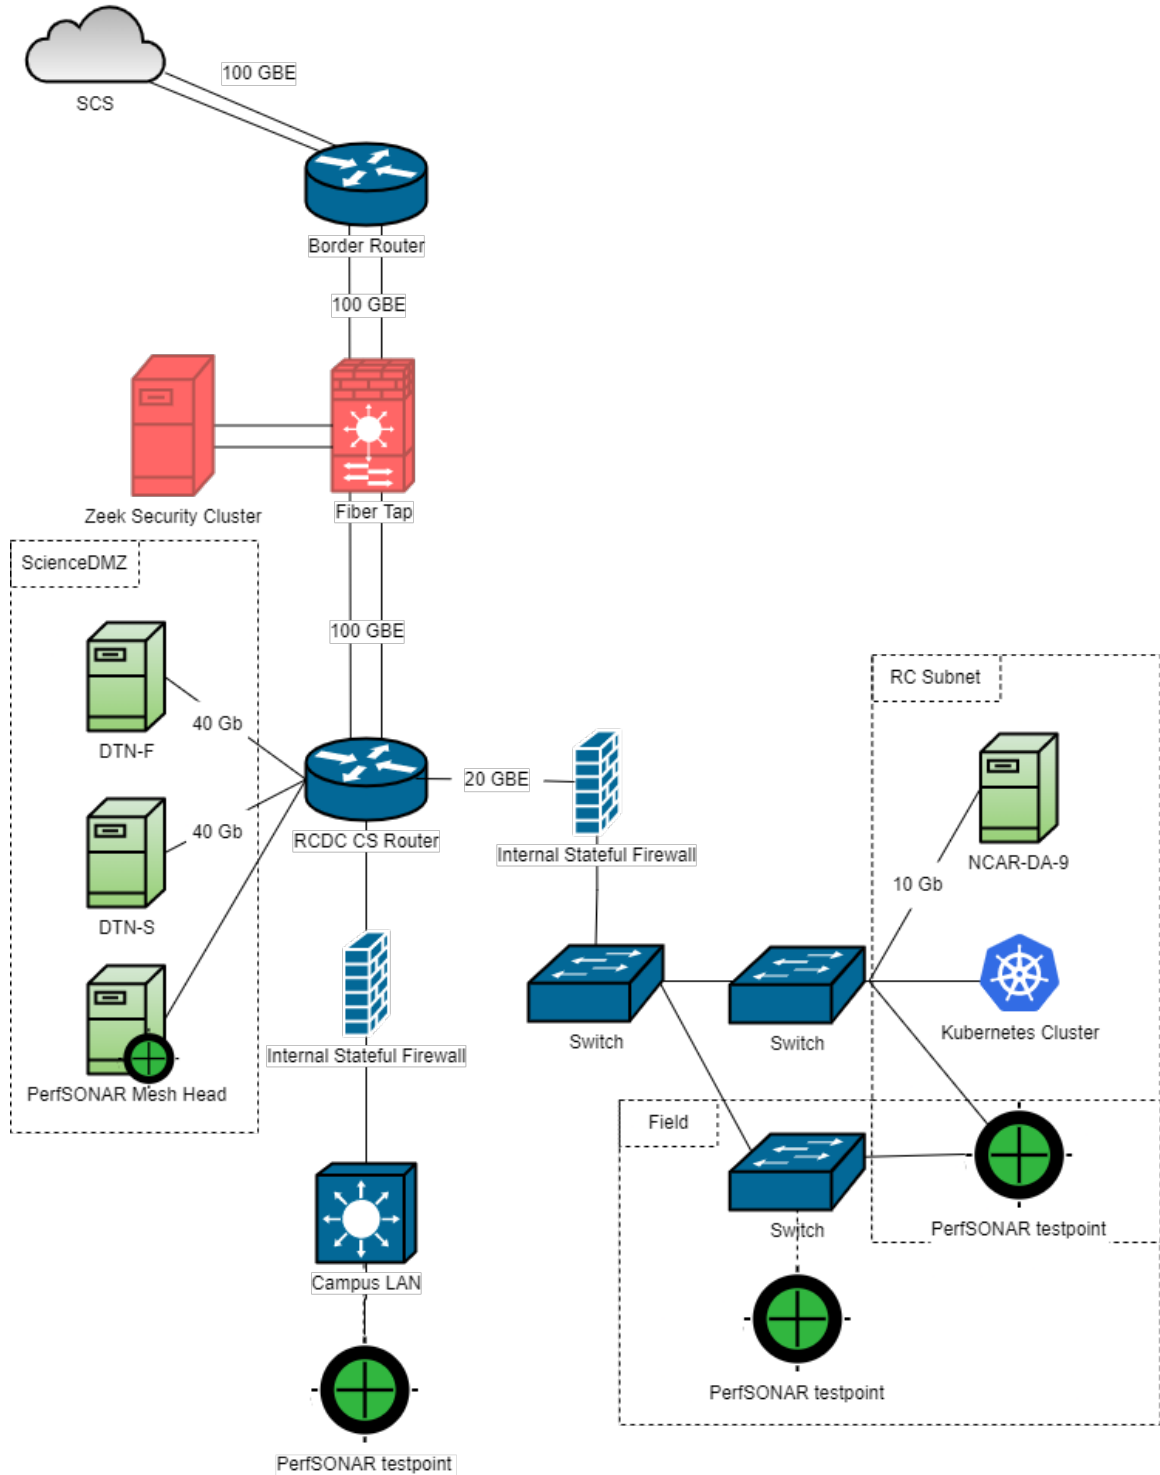 100 GBE
SCS
Border Router
100 GBE
Zeek Security Cluster
Fiber Tap
ScienceDMZ
100 GBE
RC Subnet
40 Gb
DTN-F
20 GBE
40 Gb
RCDC CS Router
Internal Stateful Firewall
NCAR-DA-9
10 Gb
DTN-S
Switch
Switch
Kubernetes Cluster
Internal Stateful Firewall
PerfSONAR Mesh Head
Field
Switch
PerfSONAR testpoint
Campus LAN
PerfSONAR testpoint
PerfSONAR testpoint